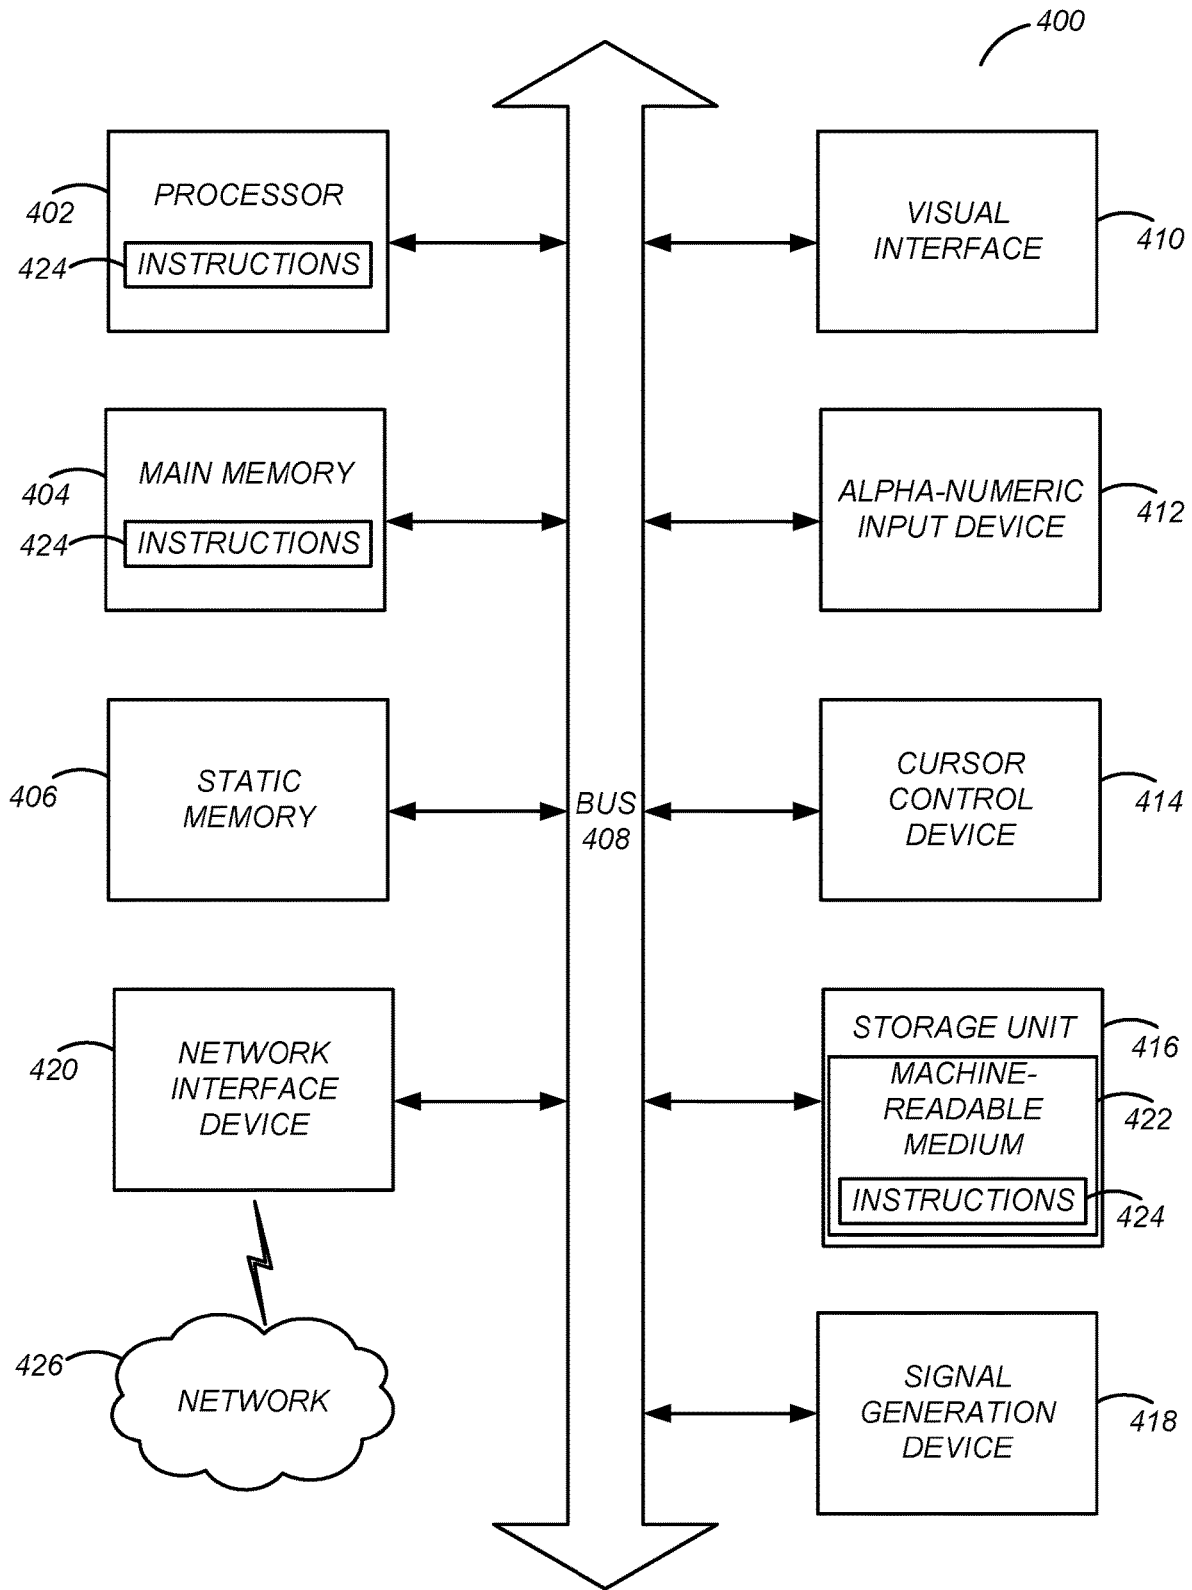 400
PROCESSOR
402
424
INSTRUCTIONS
VISUAL
INTERFACE
410
MAIN MEMORY
404
424
INSTRUCTIONS
ALPHA-NUMERIC
INPUT DEVICE
412
STATIC
MEMORY
406
BUS
408
CURSOR
CONTROL
DEVICE
414
NETWORK
INTERFACE
DEVICE
420
STORAGE UNIT
416
MACHINE-
READABLE
MEDIUM
422
INSTRUCTIONS
424
426
NETWORK
SIGNAL
GENERATION
DEVICE
418